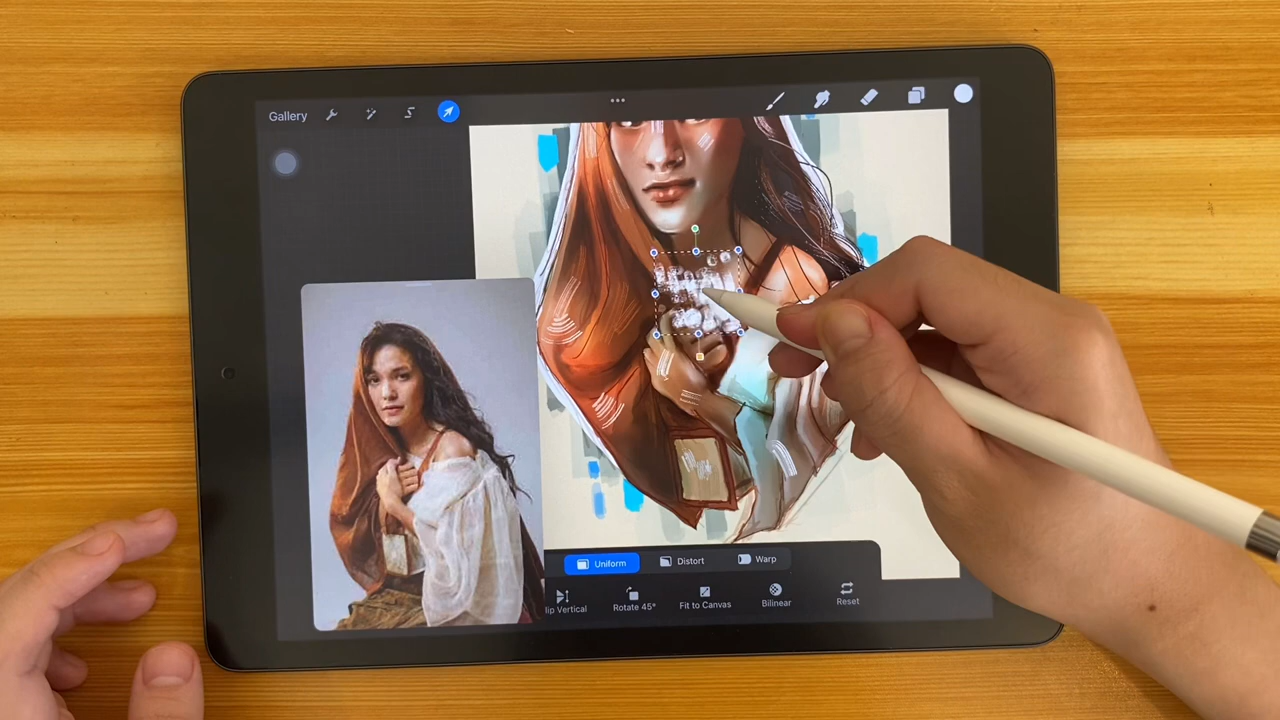 Gallery
Uniform Distort Warp
lip Vertical Rotate 45° Fit to Canvas Bilinear Reset